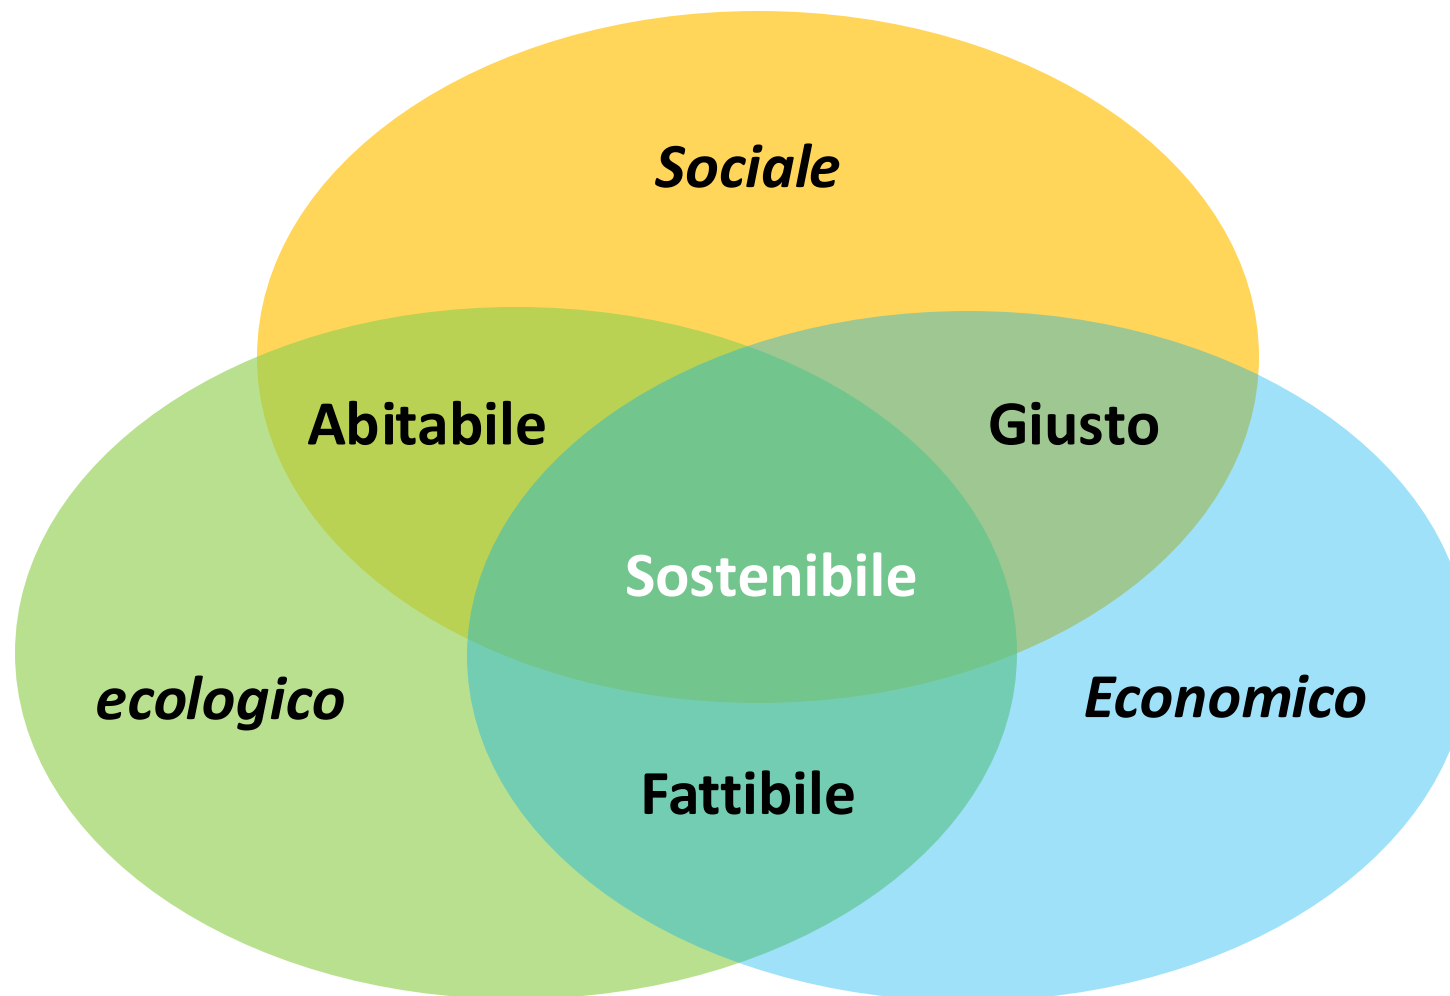 Sociale
Abitabile
Giusto
Sostenibile
ecologico
Economico
Fattibile